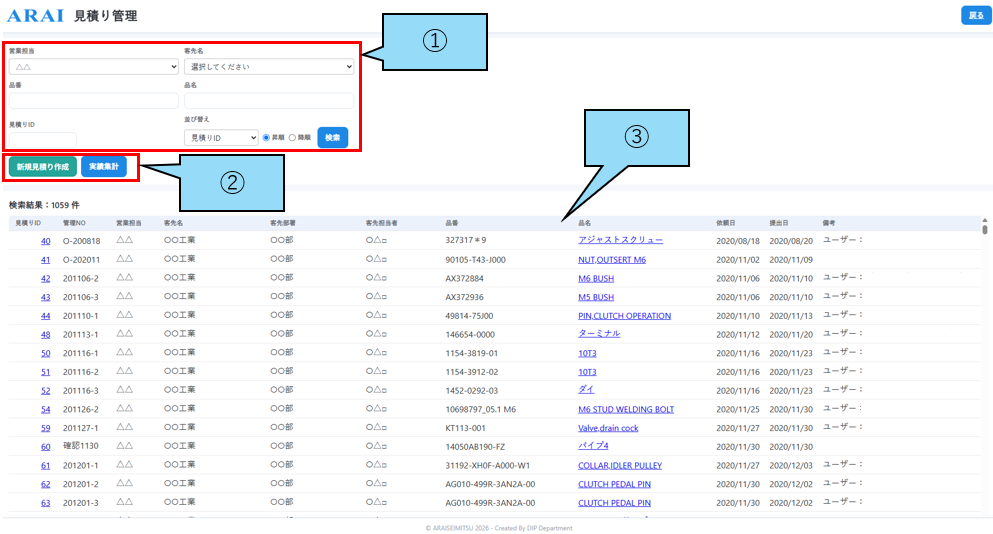 ARAI 見積り管理
戻る
①
営業担当 客先名
△△ 選択してください
品番 品名
見積りID 並び替え
見積りID 昇順 降順 検索
新規見積り作成 実績集計
②
③
検索結果：1059 件
見積りID 管理NO 営業担当 客先名 客先部署 客先担当者 品番 品名 依頼日 提出日 備考
40 O-200818 △△ ○○工業 ○○部 ○△□ 327317＊9 アジャストスクリュー 2020/08/18 2020/08/20 ユーザー：
41 O-202011 △△ ○○工業 ○○部 ○△□ 90105-T43-J000 NUT,OUTSERT M6 2020/11/02 2020/11/09
42 201106-2 △△ ○○工業 ○○部 ○△□ AX372884 M6 BUSH 2020/11/06 2020/11/10 ユーザー：
43 201106-3 △△ ○○工業 ○○部 ○△□ AX372936 M5 BUSH 2020/11/06 2020/11/10 ユーザー：
44 201110-1 △△ ○○工業 ○○部 ○△□ 49814-75J00 PIN,CLUTCH OPERATION 2020/11/10 2020/11/13 ユーザー：
48 201113-1 △△ ○○工業 ○○部 ○△□ 146654-0000 ターミナル 2020/11/12 2020/11/20 ユーザー：
50 201116-1 △△ ○○工業 ○○部 ○△□ 1154-3819-01 10T3 2020/11/16 2020/11/23 ユーザー：
51 201116-2 △△ ○○工業 ○○部 ○△□ 1154-3912-02 10T3 2020/11/16 2020/11/23 ユーザー：
52 201116-3 △△ ○○工業 ○○部 ○△□ 1452-0292-03 ダイ 2020/11/16 2020/11/23 ユーザー：
54 201126-2 △△ ○○工業 ○○部 ○△□ 10698797_05.1 M6 M6 STUD WELDING BOLT 2020/11/25 2020/11/30 ユーザー：
59 201127-1 △△ ○○工業 ○○部 ○△□ KT113-001 Valve,drain cock 2020/11/27 2020/11/30 ユーザー：
60 確認1130 △△ ○○工業 ○○部 ○△□ 14050AB190-FZ パイプ4 2020/11/30 2020/11/30
61 201201-1 △△ ○○工業 ○○部 ○△□ 31192-XH0F-A000-W1 COLLAR,IDLER PULLEY 2020/11/27 2020/12/03 ユーザー：
62 201201-2 △△ ○○工業 ○○部 ○△□ AG010-499R-3AN2A-00 CLUTCH PEDAL PIN 2020/11/30 2020/12/02 ユーザー：
63 201201-3 △△ ○○工業 ○○部 ○△□ AG010-499R-3AN2A-00 CLUTCH PEDAL PIN 2020/11/30 2020/12/02 ユーザー：
© ARAISEIMITSU 2026 - Created By DIP Department